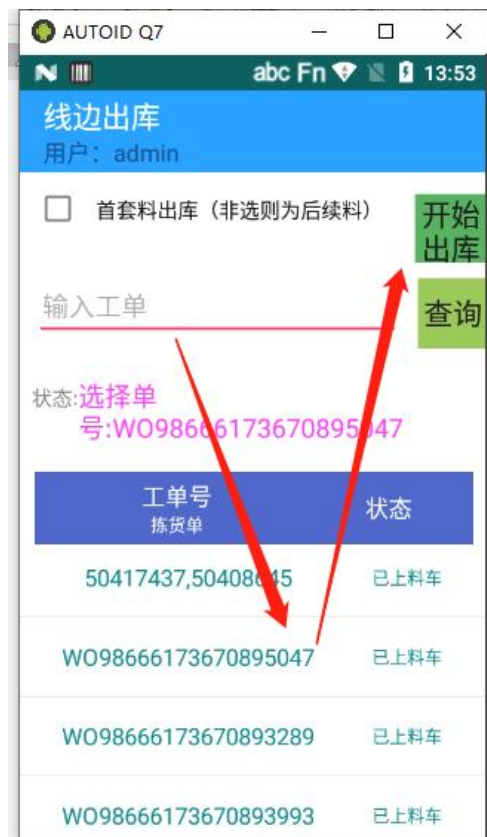 AUTOID Q7
abc Fn 13:53
线边出库
用户：admin
首套料出库（非选则为后续料）
开始
出库
输入工单
查询
状态:选择单
号:WO98666173670895047
工单号 状态
拣货单
50417437,50408645 已上料车
WO98666173670895047 已上料车
WO98666173670893289 已上料车
WO98666173670893993 已上料车